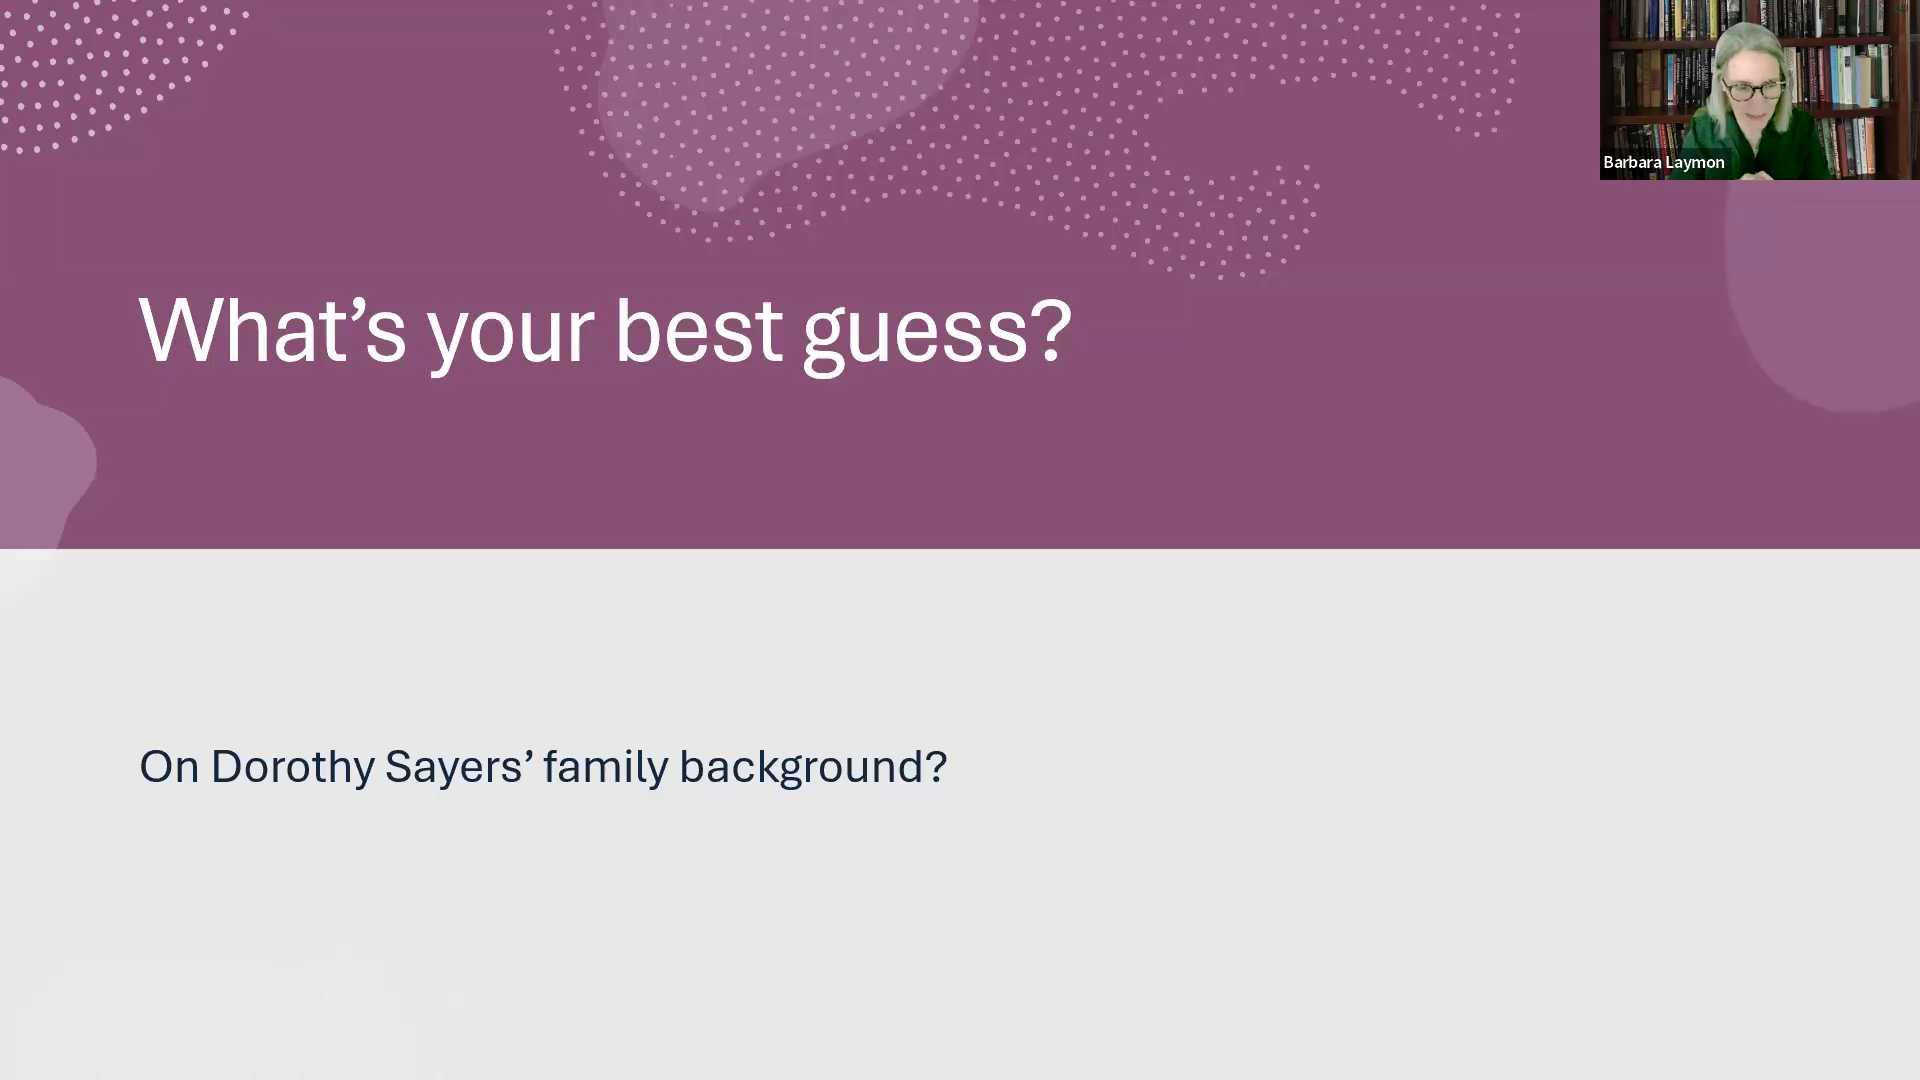 What’s your best guess?
On Dorothy Sayers’ family background?
Barbara Laymon